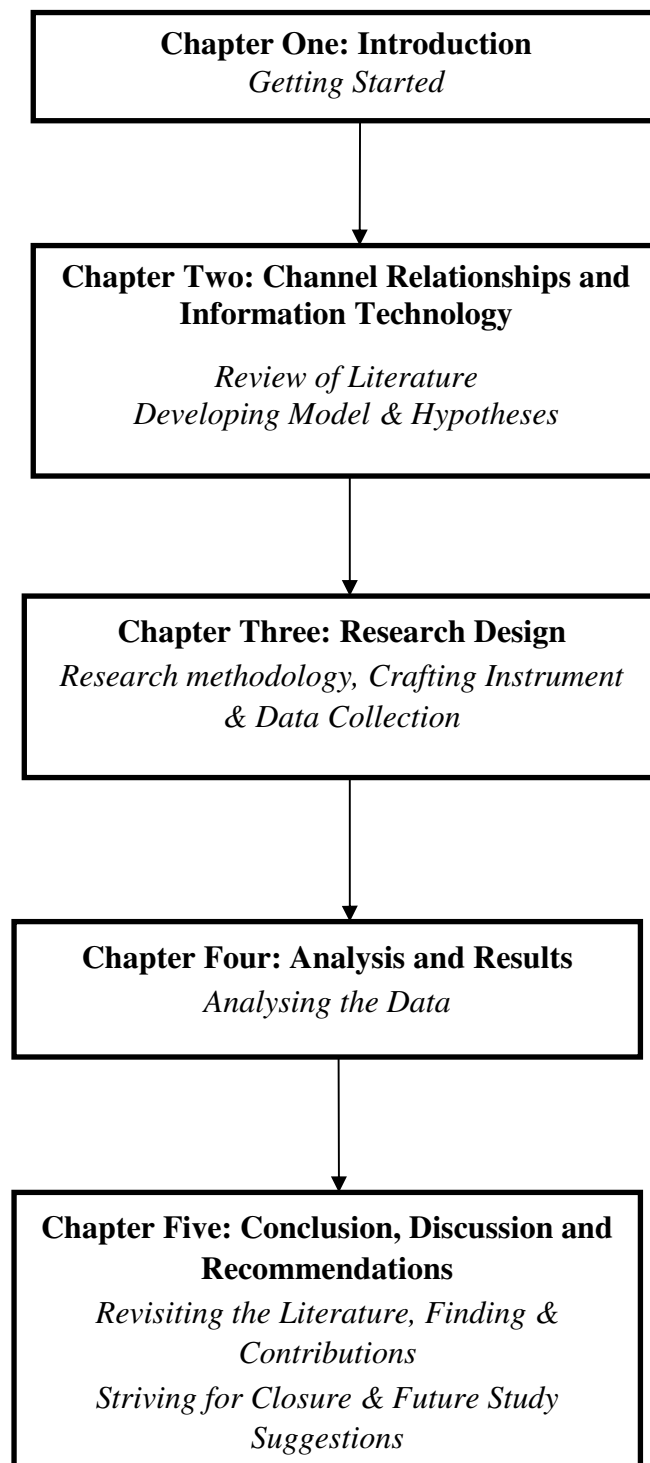 Chapter One: Introduction
Getting Started
Chapter Two: Channel Relationships and
Information Technology
Review of Literature
Developing Model & Hypotheses
Chapter Three: Research Design
Research methodology, Crafting Instrument
& Data Collection
Chapter Four: Analysis and Results
Analysing the Data
Chapter Five: Conclusion, Discussion and
Recommendations
Revisiting the Literature, Finding &
Contributions
Striving for Closure & Future Study
Suggestions